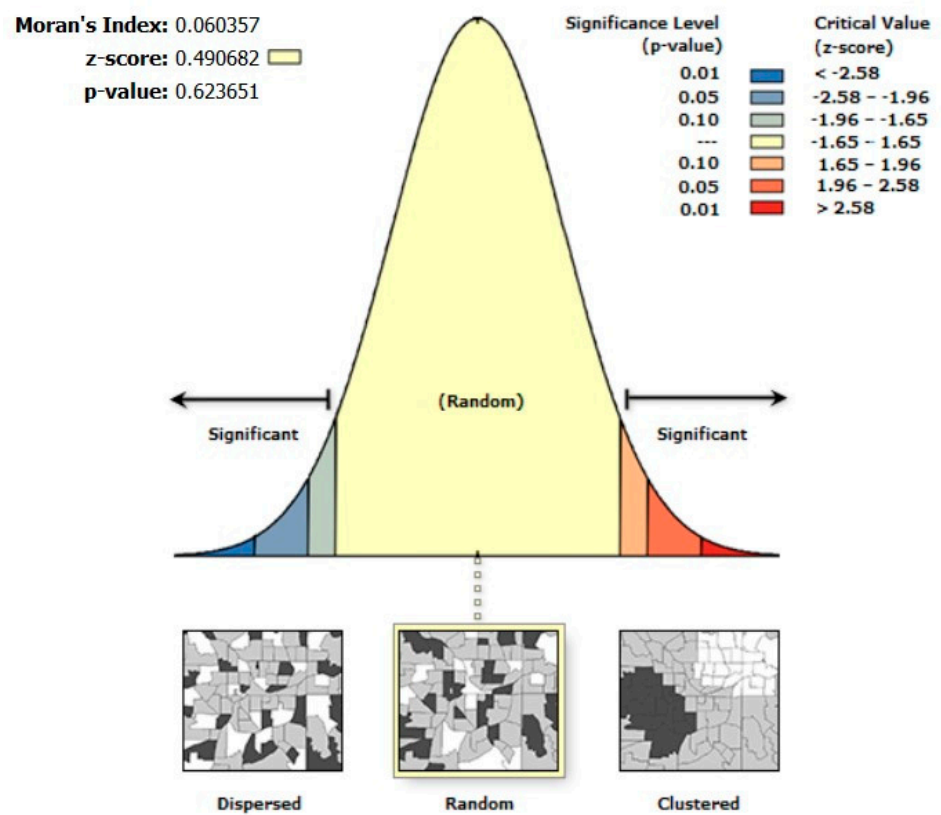 Moran's Index: 0.060357
z-score: 0.490682
p-value: 0.623651
Significance Level Critical Value
(p-value) (z-score)
0.01 < -2.58
0.05 -2.58 – -1.96
0.10 -1.96 – -1.65
--- -1.65 – 1.65
0.10 1.65 – 1.96
0.05 1.96 – 2.58
0.01 > 2.58
(Random)
Significant Significant
Dispersed Random Clustered